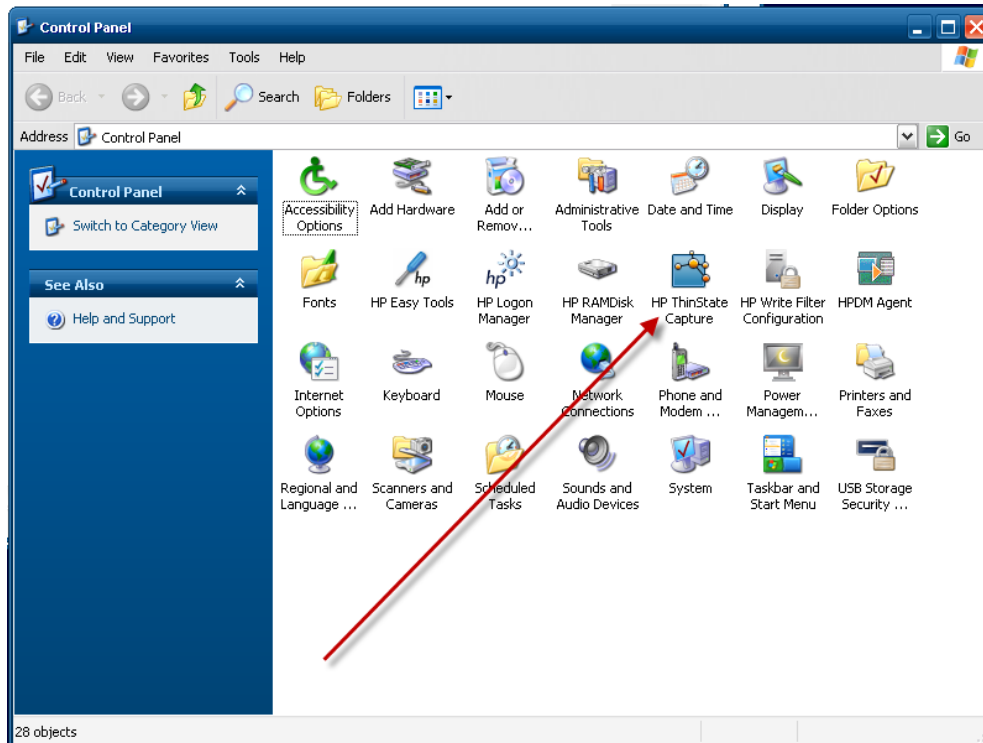 Control Panel
File Edit View Favorites Tools Help
Back Search Folders
Address Control Panel Go
Control Panel
Switch to Category View
See Also
Help and Support
Accessibility Options
Add Hardware
Add or Remov...
Administrative Tools
Date and Time
Display
Folder Options
Fonts
hp
HP Easy Tools
hp
HP Logon Manager
HP RAMDisk Manager
HP ThinState Capture
HP Write Filter Configuration
HPDM Agent
Internet Options
Keyboard
Mouse
Network Connections
Phone and Modem ...
Power Managem...
Printers and Faxes
Regional and Language ...
Scanners and Cameras
Scheduled Tasks
Sounds and Audio Devices
System
Taskbar and Start Menu
USB Storage Security ...
28 objects